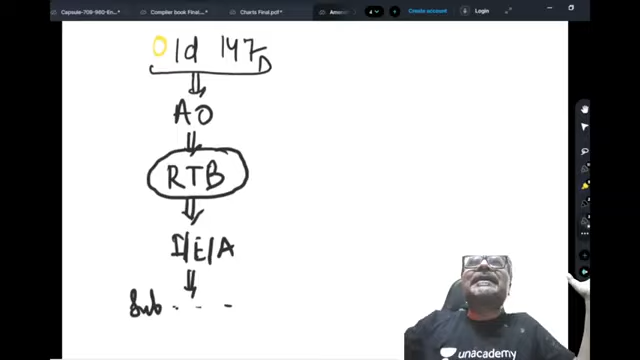 Capsule-708-960-En...
Compiler book Final...
Charts Final.pdf*
Create account
Login
Old 147D
AO
RTB
I/E/A
Sub . . .
unacademy